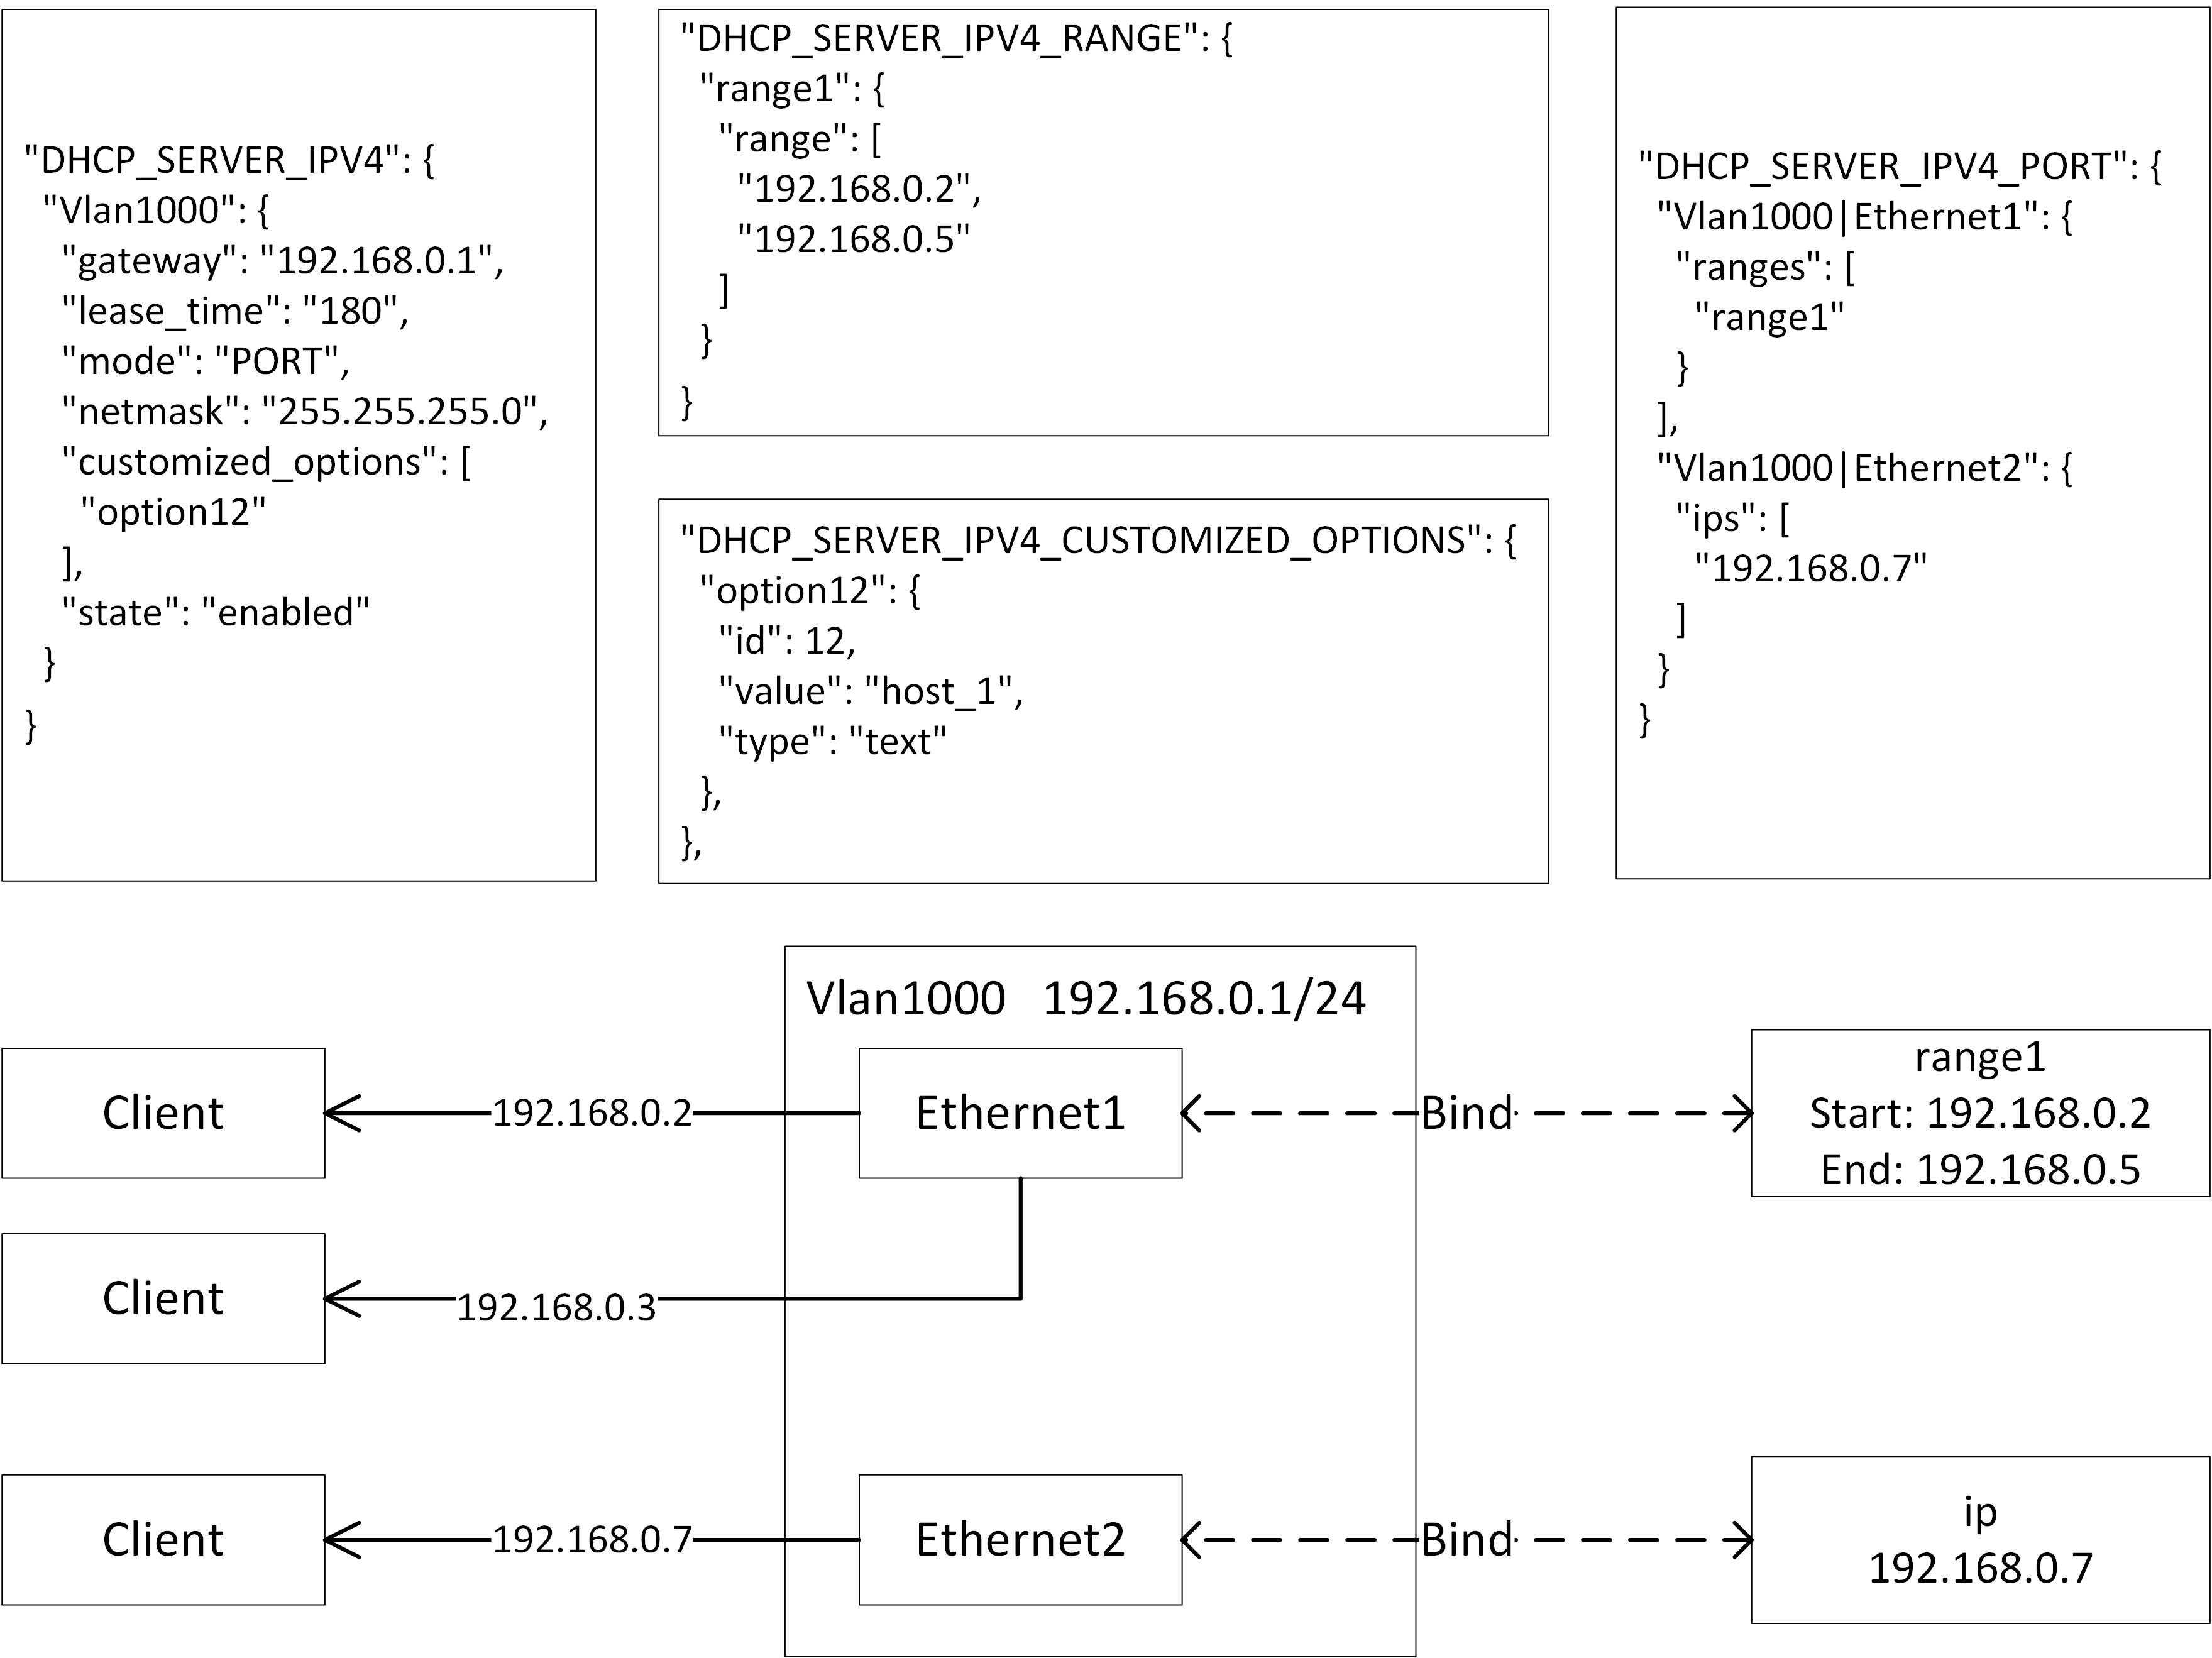 "DHCP_SERVER_IPV4": {
"Vlan1000": {
"gateway": "192.168.0.1",
"lease_time": "180",
"mode": "PORT",
"netmask": "255.255.255.0",
"customized_options": [
"option12"
],
"state": "enabled"
}
}
"DHCP_SERVER_IPV4_RANGE": {
"range1": {
"range": [
"192.168.0.2",
"192.168.0.5"
]
}
}
"DHCP_SERVER_IPV4_CUSTOMIZED_OPTIONS": {
"option12": {
"id": 12,
"value": "host_1",
"type": "text"
},
},
"DHCP_SERVER_IPV4_PORT": {
"Vlan1000|Ethernet1": {
"ranges": [
"range1"
}
],
"Vlan1000|Ethernet2": {
"ips": [
"192.168.0.7"
]
}
}
Vlan1000 192.168.0.1/24
Client
192.168.0.2
Ethernet1
Bind
range1
Start: 192.168.0.2
End: 192.168.0.5
Client
192.168.0.3
Client
192.168.0.7
Ethernet2
Bind
ip
192.168.0.7